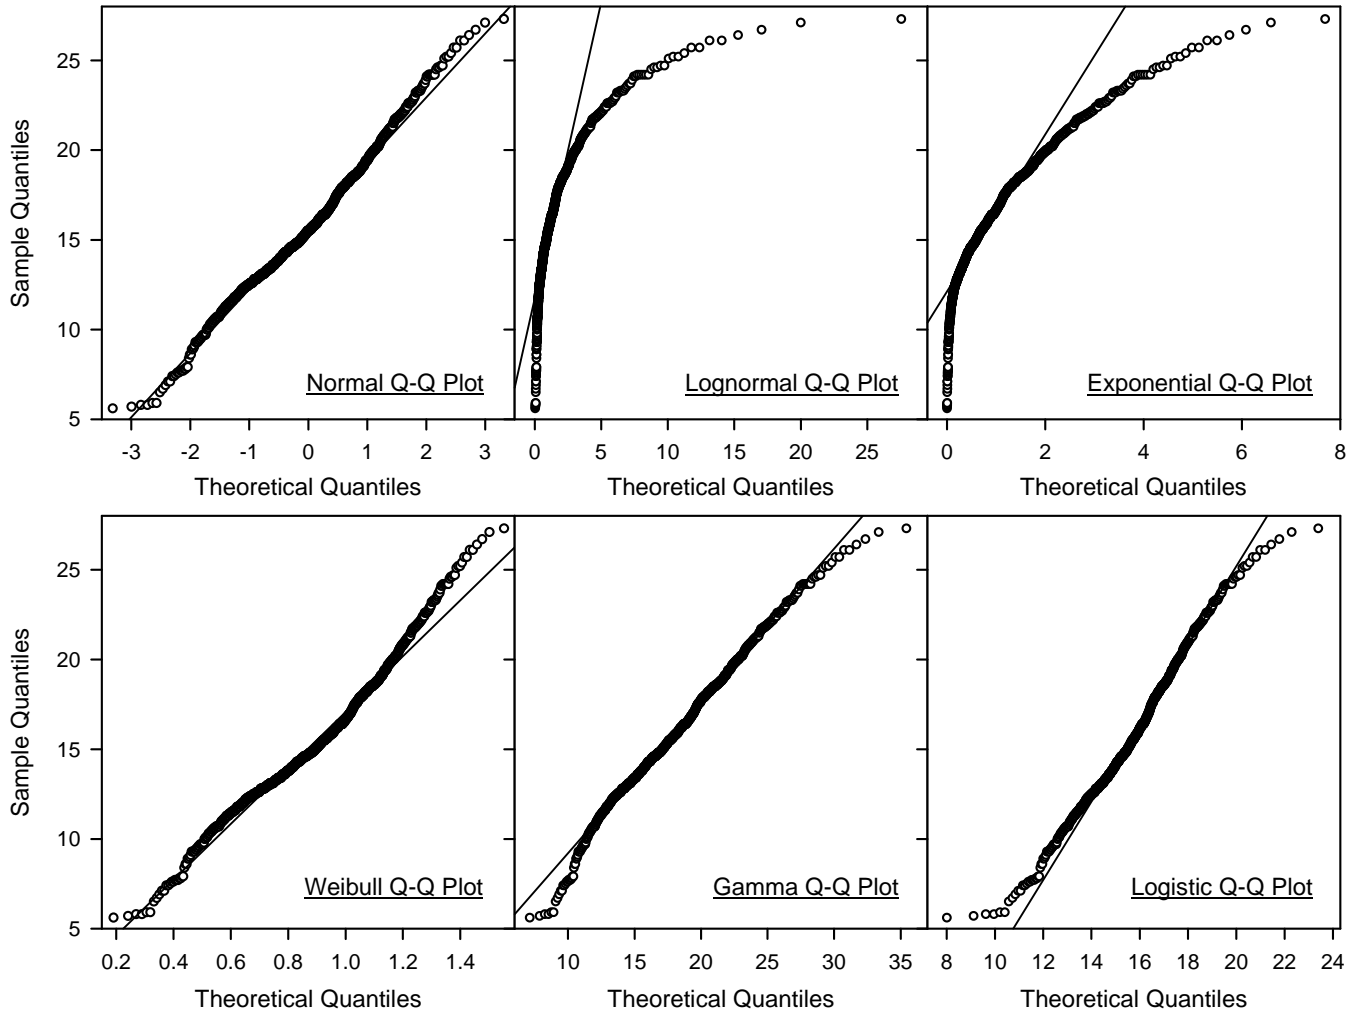 Sample Quantiles
25
20
15
10
5
Normal Q-Q Plot
Lognormal Q-Q Plot
Exponential Q-Q Plot
-3 -2 -1 0 1 2 3
0 5 10 15 20 25
0 2 4 6 8
Theoretical Quantiles
Theoretical Quantiles
Theoretical Quantiles
Sample Quantiles
25
20
15
10
5
Weibull Q-Q Plot
Gamma Q-Q Plot
Logistic Q-Q Plot
0.2 0.4 0.6 0.8 1.0 1.2 1.4
10 15 20 25 30 35
8 10 12 14 16 18 20 22 24
Theoretical Quantiles
Theoretical Quantiles
Theoretical Quantiles